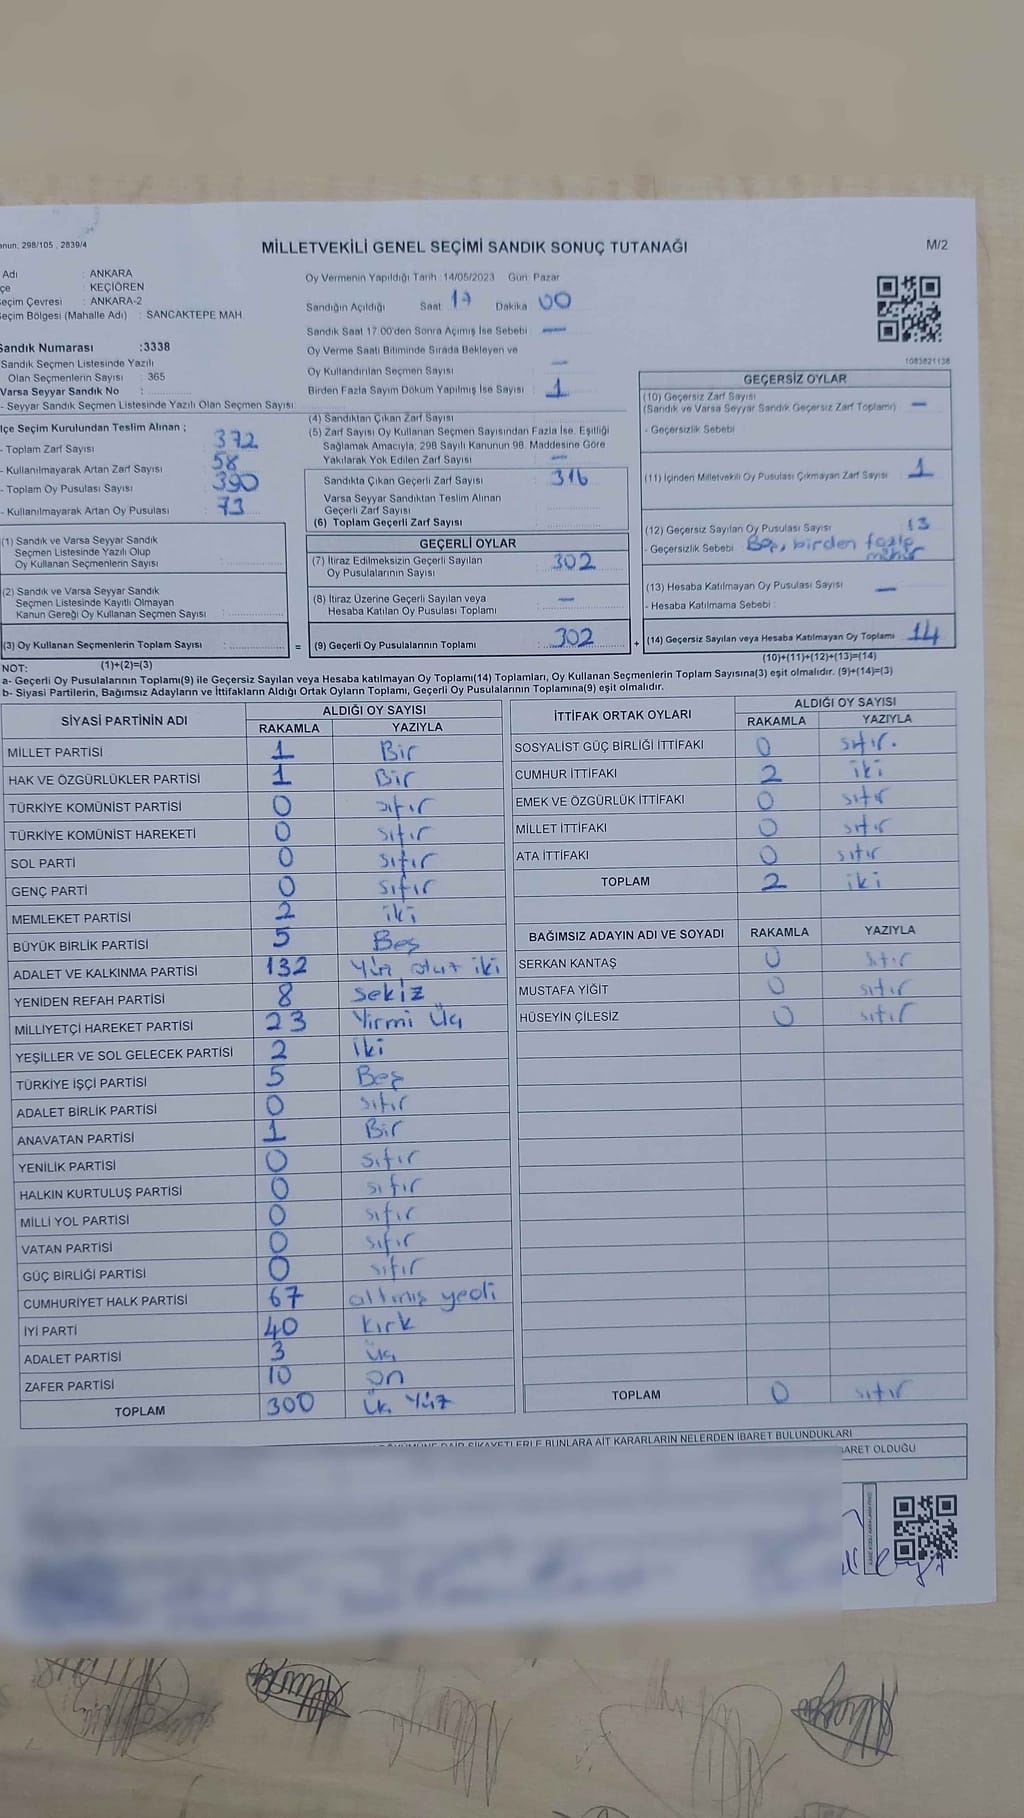 anun, 298/105 , 2839/4
MİLLETVEKİLİ GENEL SEÇİMİ SANDIK SONUÇ TUTANAĞI
M/2
Adı : ANKARA
çe : KEÇİÖREN
eçim Çevresi : ANKARA-2
eçim Bölgesi (Mahalle Adı) : SANCAKTEPE MAH.
Sandık Numarası :3338
Sandık Seçmen Listesinde Yazılı
Olan Seçmenlerin Sayısı : 365
Varsa Seyyar Sandık No :
- Seyyar Sandık Seçmen Listesinde Yazılı Olan Seçmen Sayısı:
lçe Seçim Kurulundan Teslim Alınan ;
- Toplam Zarf Sayısı 372
- Kullanılmayarak Artan Zarf Sayısı 58
- Toplam Oy Pusulası Sayısı 390
- Kullanılmayarak Artan Oy Pusulası 73
(1) Sandık ve Varsa Seyyar Sandık
Seçmen Listesinde Yazılı Olup
Oy Kullanan Seçmenlerin Sayısı
(2) Sandık ve Varsa Seyyar Sandık
Seçmen Listesinde Kayıtlı Olmayan
Kanun Gereği Oy Kullanan Seçmen Sayısı
(3) Oy Kullanan Seçmenlerin Toplam Sayısı =
Oy Vermenin Yapıldığı Tarih : 14/05/2023 Gün: Pazar
Sandığın Açıldığı Saat 17 Dakika 00
Sandık Saat 17.00'den Sonra Açımış İse Sebebi : —
Oy Verme Saati Bitiminde Sırada Bekleyen ve
Oy Kullandırılan Seçmen Sayısı —
Birden Fazla Sayım Döküm Yapılmış İse Sayısı : 1
(4) Sandıktan Çıkan Zarf Sayısı
(5) Zarf Sayısı Oy Kullanan Seçmen Sayısından Fazla İse, Eşitliği
Sağlamak Amacıyla; 298 Sayılı Kanunun 98. Maddesine Göre
Yakılarak Yok Edilen Zarf Sayısı —
Sandıkta Çıkan Geçerli Zarf Sayısı 316
Varsa Seyyar Sandıktan Teslim Alınan
Geçerli Zarf Sayısı
(6) Toplam Geçerli Zarf Sayısı
GEÇERLİ OYLAR
(7) İtiraz Edilmeksizin Geçerli Sayılan
Oy Pusulalarının Sayısı 302
(8) İtiraz Üzerine Geçerli Sayılan veya
Hesaba Katılan Oy Pusulası Toplamı —
(9) Geçerli Oy Pusulalarının Toplamı 302 +
1083821138
GEÇERSİZ OYLAR
(10) Geçersiz Zarf Sayısı
(Sandık ve Varsa Seyyar Sandık Geçersiz Zarf Toplamı) —
- Geçersizlik Sebebi
(11) İçinden Milletvekili Oy Pusulası Çıkmayan Zarf Sayısı 1
(12) Geçersiz Sayılan Oy Pusulası Sayısı 13
- Geçersizlik Sebebi Boş, birden fazla
mühür
(13) Hesaba Katılmayan Oy Pusulası Sayısı —
- Hesaba Katılmama Sebebi :
(14) Geçersiz Sayılan veya Hesaba Katılmayan Oy Toplamı 14
NOT: (1)+(2)=(3)
(10)+(11)+(12)+(13)=(14)
a- Geçerli Oy Pusulalarının Toplamı(9) ile Geçersiz Sayılan veya Hesaba katılmayan Oy Toplamı(14) Toplamları, Oy Kullanan Seçmenlerin Toplam Sayısına(3) eşit olmalıdır. (9)+(14)=(3)
b- Siyasi Partilerin, Bağımsız Adayların ve İttifakların Aldığı Ortak Oyların Toplamı, Geçerli Oy Pusulalarının Toplamına(9) eşit olmalıdır.
SİYASİ PARTİNİN ADI
ALDIĞI OY SAYISI
RAKAMLA YAZIYLA
MİLLET PARTİSİ 1 Bir
HAK VE ÖZGÜRLÜKLER PARTİSİ 1 Bir
TÜRKİYE KOMÜNİST PARTİSİ 0 sıfır
TÜRKİYE KOMÜNİST HAREKETİ 0 sıfır
SOL PARTİ 0 sıfır
GENÇ PARTİ 0 sıfır
MEMLEKET PARTİSİ 2 iki
BÜYÜK BİRLİK PARTİSİ 5 Beş
ADALET VE KALKINMA PARTİSİ 132 Yüz otuz iki
YENİDEN REFAH PARTİSİ 8 sekiz
MİLLİYETÇİ HAREKET PARTİSİ 23 Yirmi Üç
YEŞİLLER VE SOL GELECEK PARTİSİ 2 İki
TÜRKİYE İŞÇİ PARTİSİ 5 Beş
ADALET BİRLİK PARTİSİ 0 sıfır
ANAVATAN PARTİSİ 1 Bir
YENİLİK PARTİSİ 0 sıfır
HALKIN KURTULUŞ PARTİSİ 0 sıfır
MİLLİ YOL PARTİSİ 0 sıfır
VATAN PARTİSİ 0 sıfır
GÜÇ BİRLİĞİ PARTİSİ 0 sıfır
CUMHURİYET HALK PARTİSİ 67 altmış yedi
İYİ PARTİ 40 kırk
ADALET PARTİSİ 3 üç
ZAFER PARTİSİ 10 on
TOPLAM 300 Üç Yüz
İTTİFAK ORTAK OYLARI
ALDIĞI OY SAYISI
RAKAMLA YAZIYLA
SOSYALİST GÜÇ BİRLİĞİ İTTİFAKI 0 sıfır.
CUMHUR İTTİFAKI 2 iki
EMEK VE ÖZGÜRLÜK İTTİFAKI 0 sıfır
MİLLET İTTİFAKI 0 sıfır
ATA İTTİFAKI 0 sıfır
TOPLAM 2 iki
BAĞIMSIZ ADAYIN ADI VE SOYADI RAKAMLA YAZIYLA
SERKAN KANTAŞ 0 sıfır
MUSTAFA YİĞİT 0 sıfır
HÜSEYİN ÇİLESİZ 0 sıfır
TOPLAM 0 sıfır
ŞİKAYETLERLE BUNLARA AİT KARARLARIN NELERDEN İBARET BULUNDUKLARI
BARET OLDUĞU